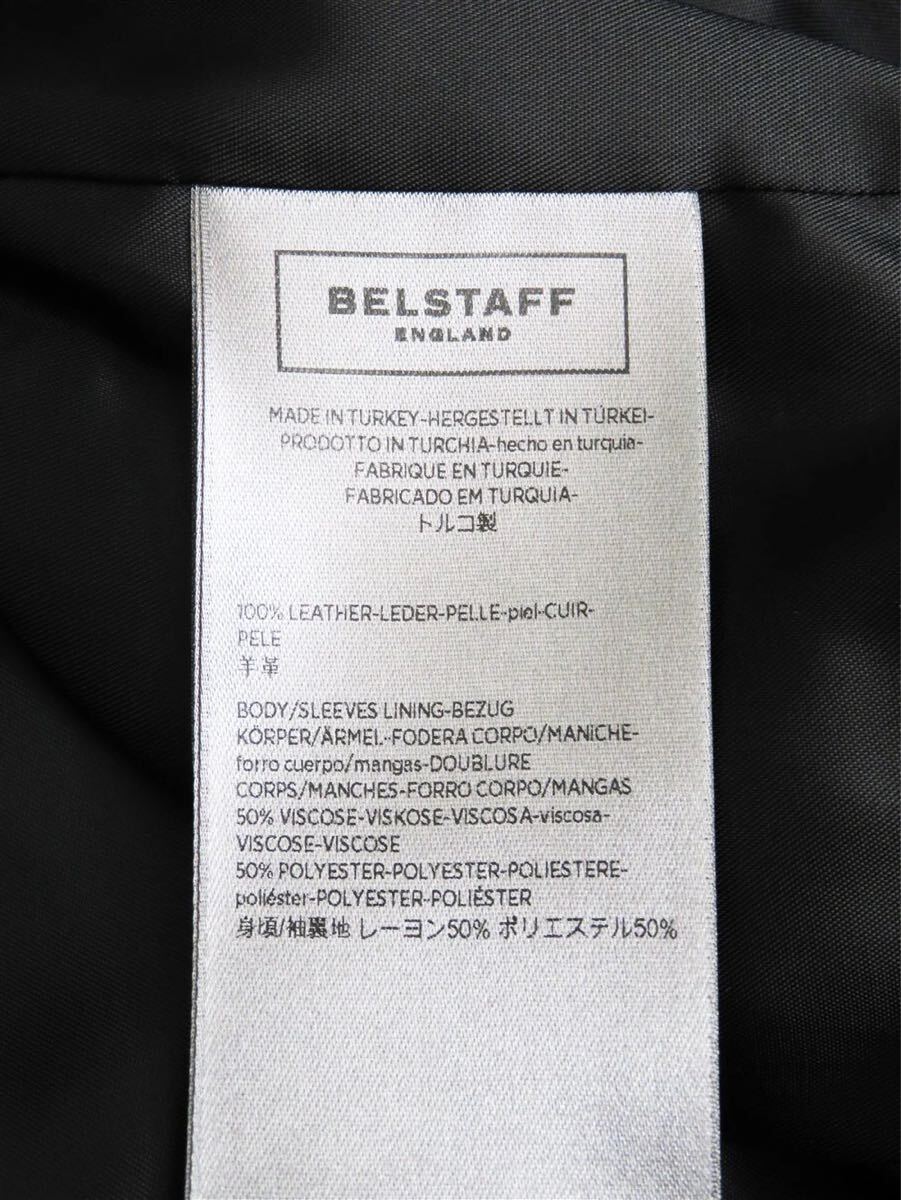 BELSTAFF
ENGLAND
MADE IN TURKEY-HERGESTELLT IN TÜRKEI-
PRODOTTO IN TURCHIA-hecho en turquia-
FABRIQUE EN TURQUIE-
FABRICADO EM TURQUIA-
トルコ製
100% LEATHER-LEDER-PELLE-piel-CUIR-
PELE
羊革
BODY/SLEEVES LINING-BEZUG
KÖRPER/ÄRMEL-FODERA CORPO/MANICHE-
forro cuerpo/mangas-DOUBLURE
CORPS/MANCHES-FORRO CORPO/MANGAS
50% VISCOSE-VISKOSE-VISCOSA-viscosa-
VISCOSE-VISCOSE
50% POLYESTER-POLYESTER-POLIESTERE-
poliéster-POLYESTER-POLIÉSTER
身頃/袖裏地 レーヨン50% ポリエステル50%